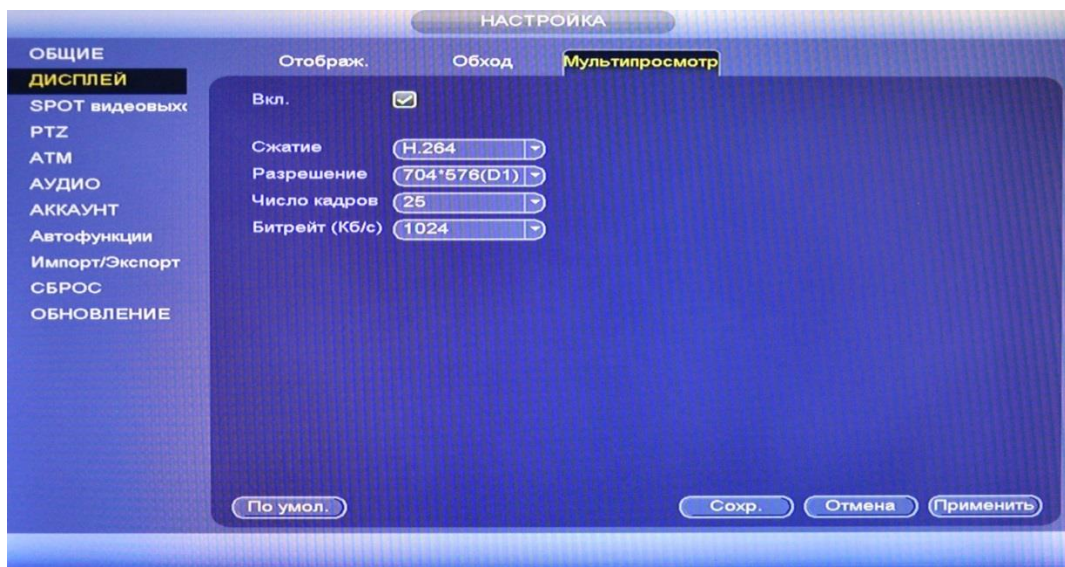 НАСТРОЙКА
ОБЩИЕ
ДИСПЛЕЙ
SPOT видеовых
PTZ
ATM
АУДИО
АККАУНТ
Автофункции
Импорт/Экспорт
СБРОС
ОБНОВЛЕНИЕ
Отображ. Обход Мультипросмотр
Вкл.
Сжатие H.264
Разрешение 704*576(D1)
Число кадров 25
Битрейт (Кб/с) 1024
По умол. Сохр. Отмена Применить